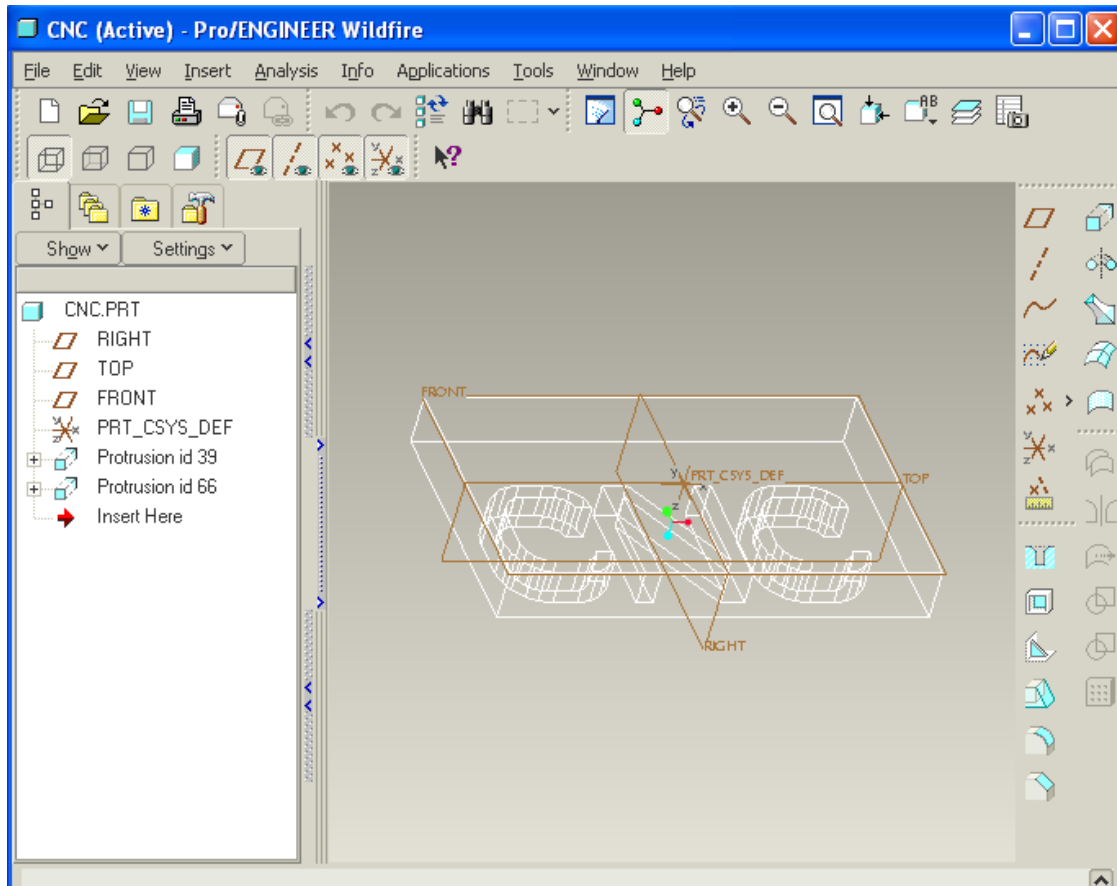 CNC (Active) - Pro/ENGINEER Wildfire
File Edit View Insert Analysis Info Applications Tools Window Help
Show Settings
CNC.PRT
RIGHT
TOP
FRONT
PRT_CSYS_DEF
Protrusion id 39
Protrusion id 66
Insert Here
FRONT
PRT_CSYS_DEF
TOP
CNC
RIGHT